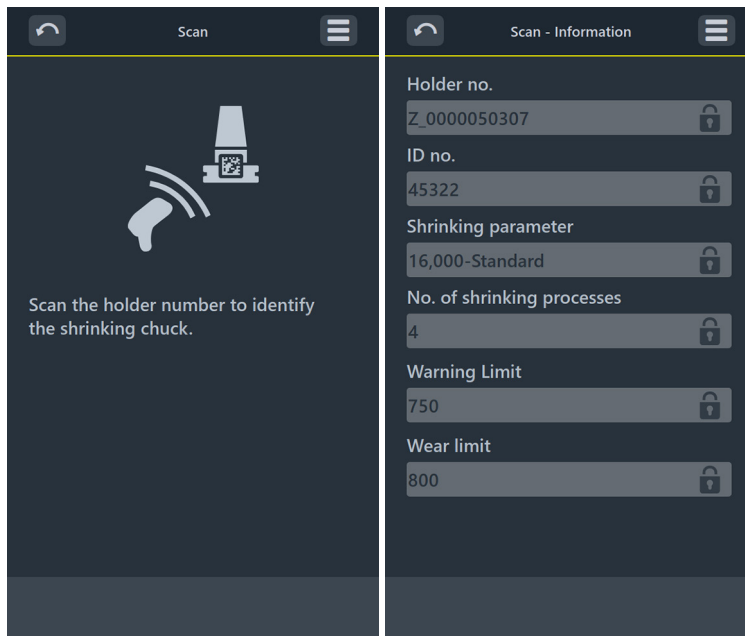 Scan
Scan the holder number to identify
the shrinking chuck.
Scan - Information
Holder no.
Z_0000050307
ID no.
45322
Shrinking parameter
16,000-Standard
No. of shrinking processes
4
Warning Limit
750
Wear limit
800